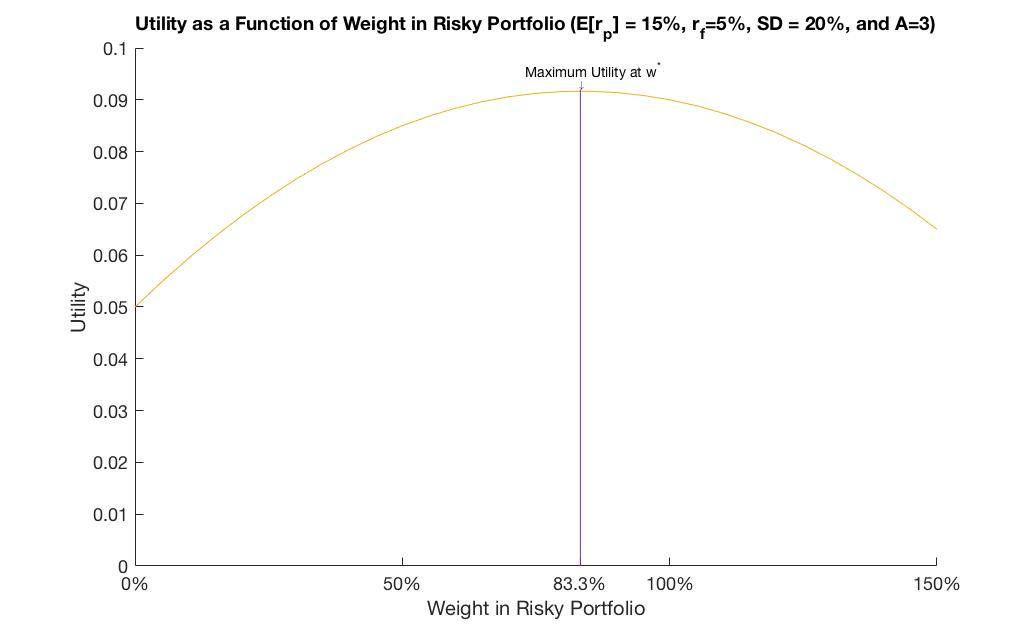 Utility as a Function of Weight in Risky Portfolio (E[rp] = 15%, rf=5%, SD = 20%, and A=3)
0.1
Maximum Utility at w*
0.09
0.08
0.07
0.06
0.05
Utility
0.04
0.03
0.02
0.01
0
0% 50% 83.3% 100% 150%
Weight in Risky Portfolio